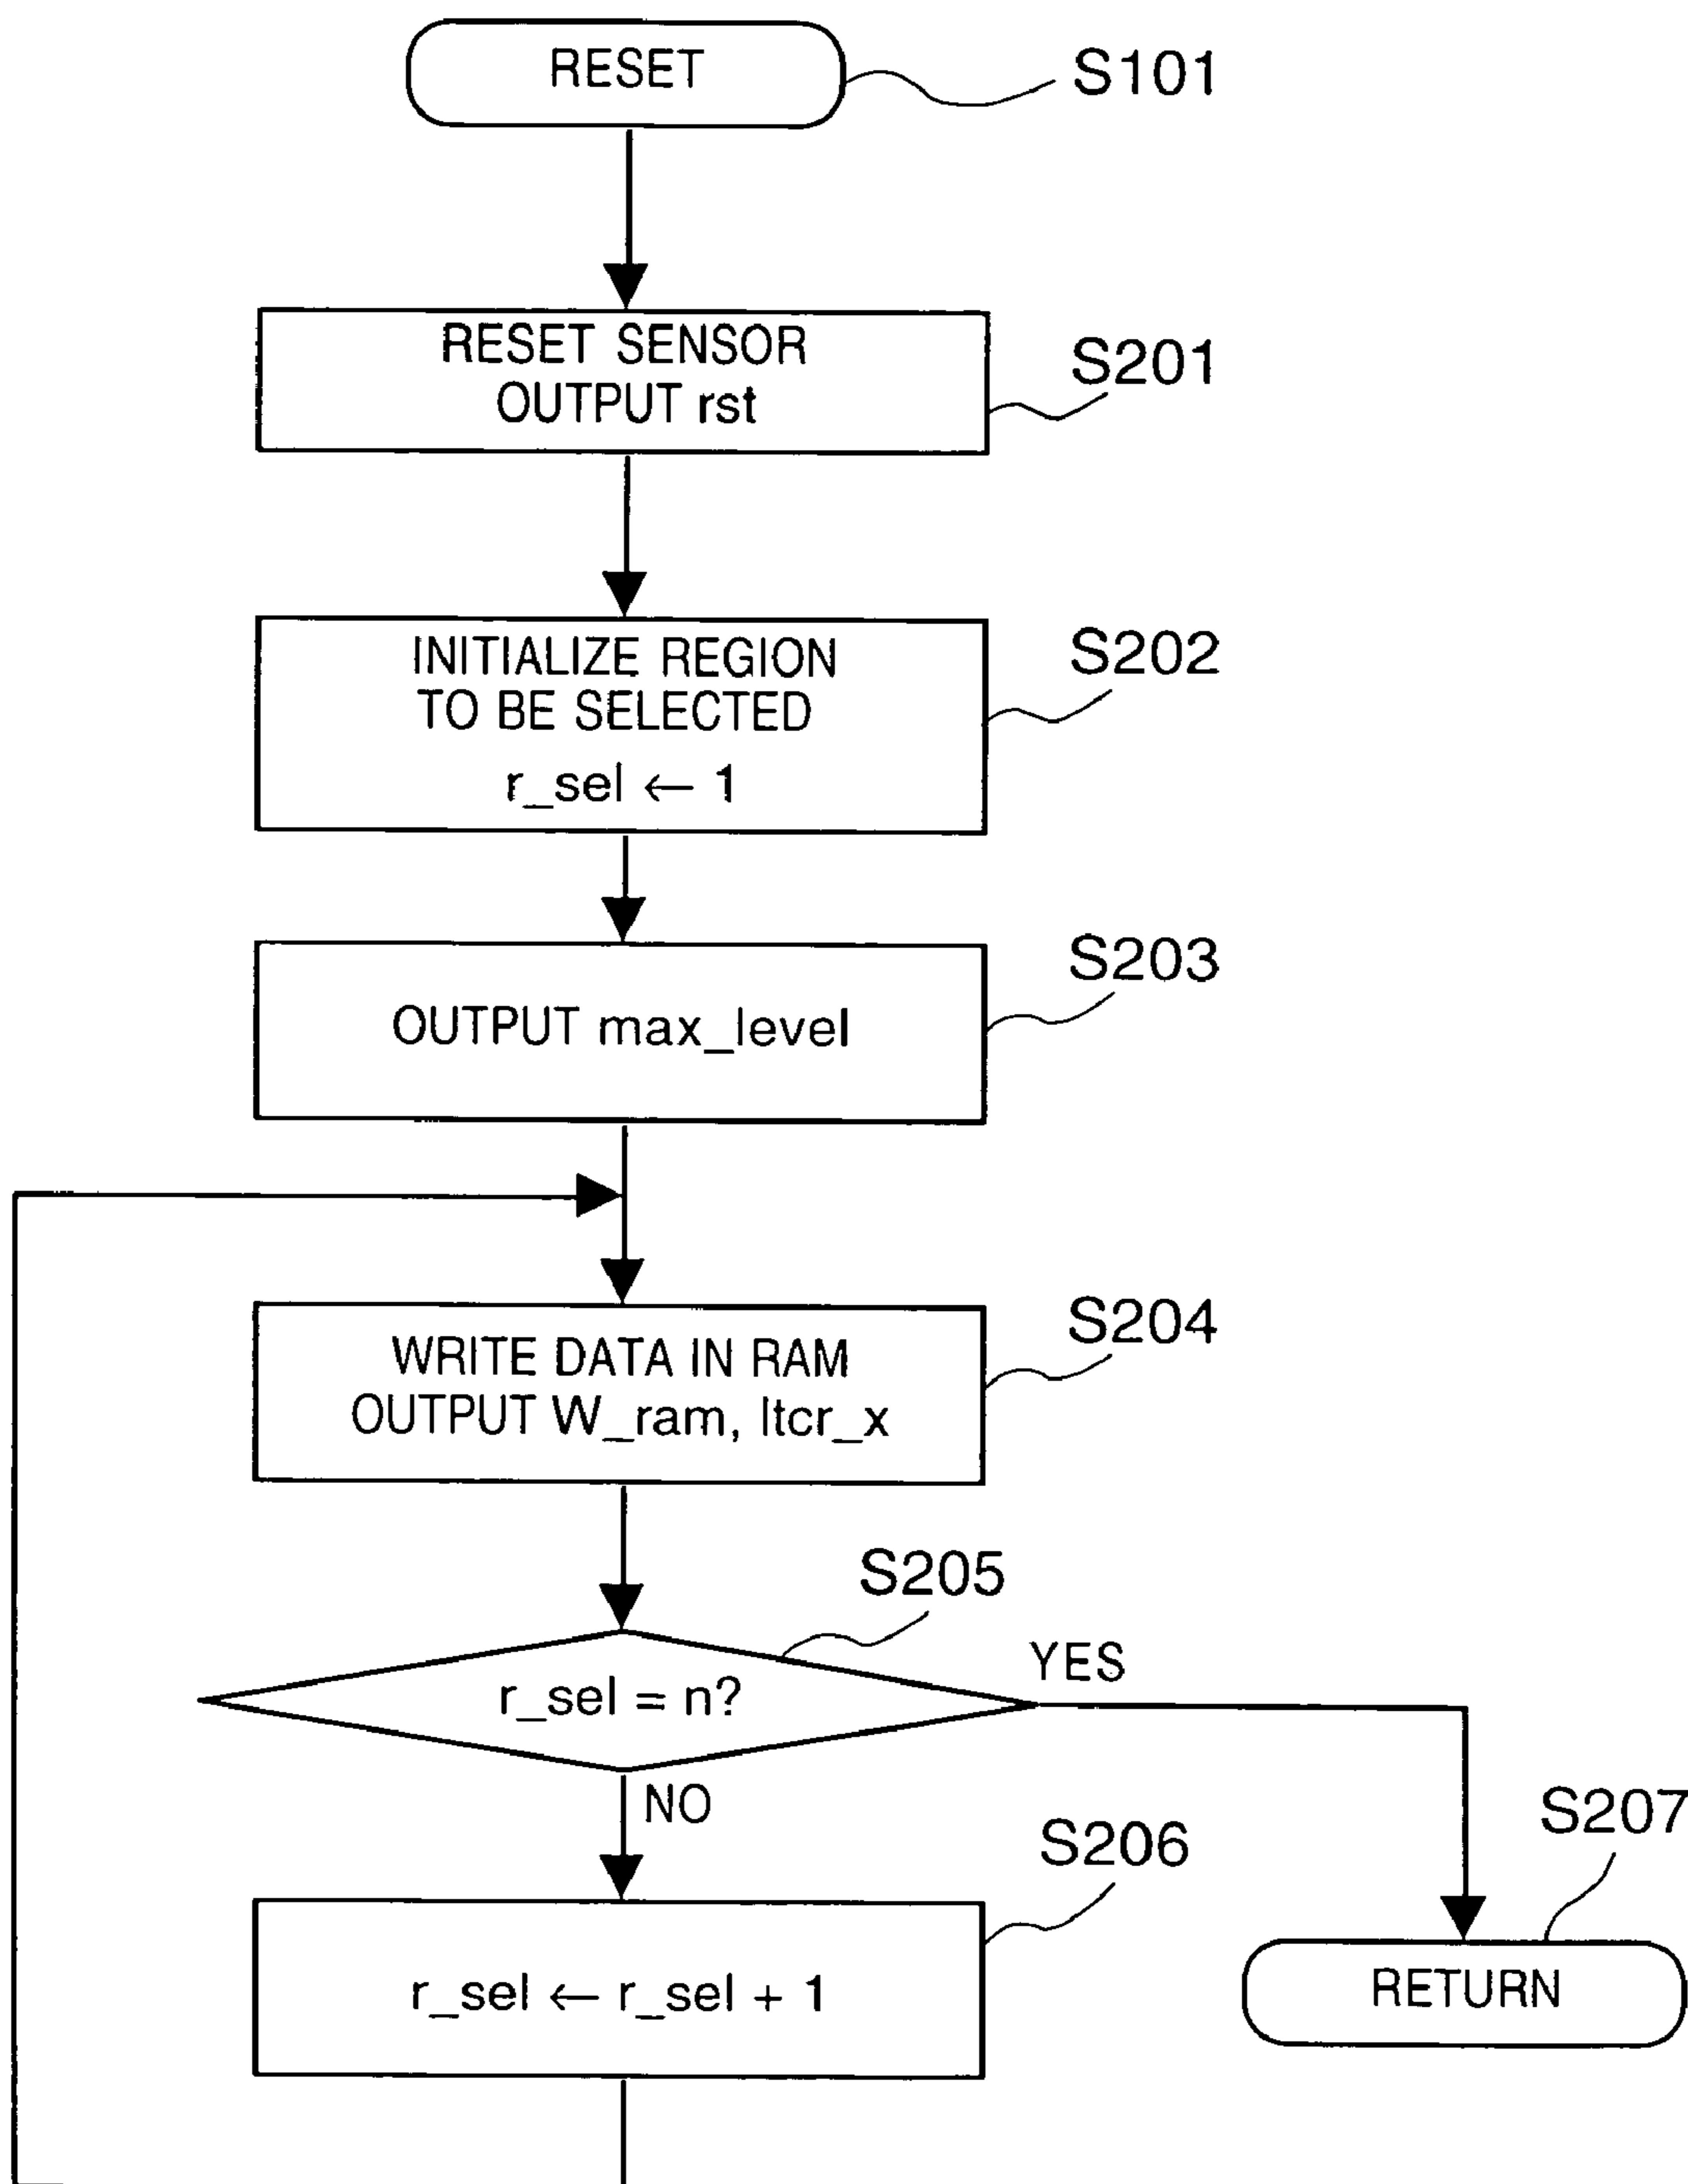 RESET
S101
RESET SENSOR
OUTPUT rst
S201
INITIALIZE REGION
TO BE SELECTED
r_sel ← 1
S202
OUTPUT max_level
S203
WRITE DATA IN RAM
OUTPUT W_ram, Itcr_x
S204
S205
r_sel = n?
YES
NO
S206
r_sel ← r_sel + 1
S207
RETURN